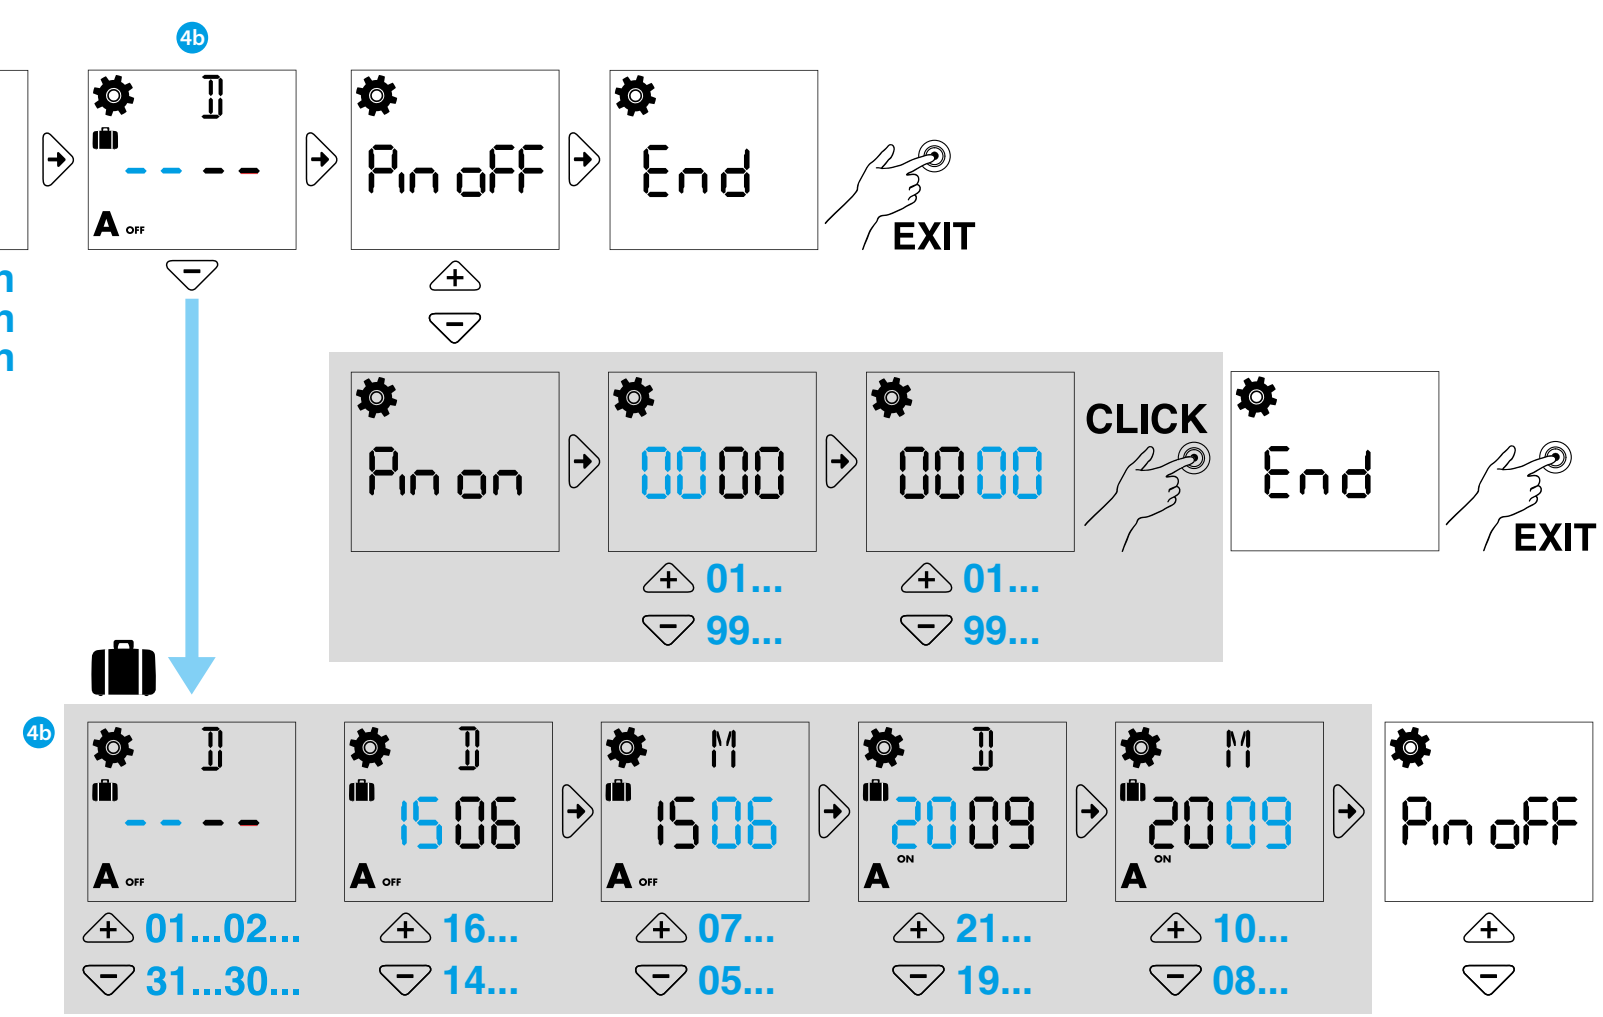 4b
D
-- --
A OFF
Pin oFF
End
EXIT
n
n
n
Pin on
0000
01...
99...
0000
01...
99...
CLICK
End
EXIT
4b
D
-- --
A OFF
01...02...
31...30...
D
1506
A OFF
16...
14...
M
1506
A OFF
07...
05...
D
2009
A ON
21...
19...
M
2009
A ON
10...
08...
Pin oFF